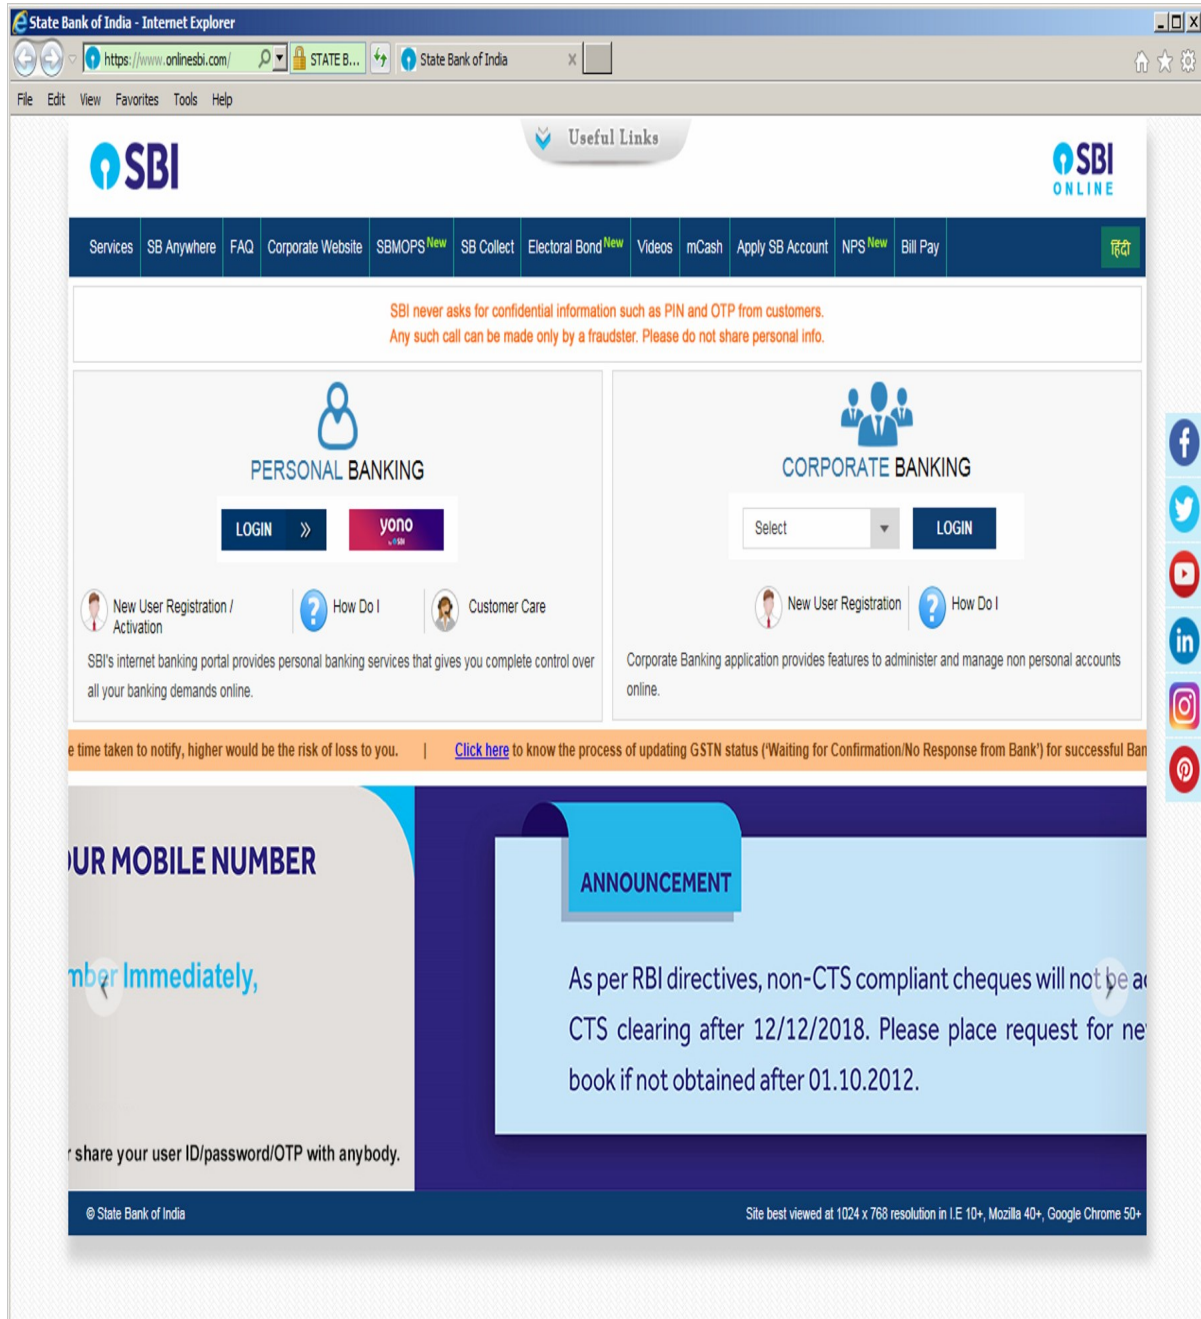 State Bank of India - Internet Explorer
https://www.onlinesbi.com/ STATE B... State Bank of India
File Edit View Favorites Tools Help
Useful Links
SBI
SBI
ONLINE
Services SB Anywhere FAQ Corporate Website SBMOPS New SB Collect Electoral Bond New Videos mCash Apply SB Account NPS New Bill Pay हिंदी
SBI never asks for confidential information such as PIN and OTP from customers.
Any such call can be made only by a fraudster. Please do not share personal info.
PERSONAL BANKING
LOGIN »
yono
by SBI
New User Registration /
Activation
How Do I
Customer Care
SBI's internet banking portal provides personal banking services that gives you complete control over
all your banking demands online.
CORPORATE BANKING
Select LOGIN
New User Registration How Do I
Corporate Banking application provides features to administer and manage non personal accounts
online.
e time taken to notify, higher would be the risk of loss to you. | Click here to know the process of updating GSTN status ('Waiting for Confirmation/No Response from Bank') for successful Ban
OUR MOBILE NUMBER
mber Immediately,
r share your user ID/password/OTP with anybody.
ANNOUNCEMENT
As per RBI directives, non-CTS compliant cheques will not be ac
CTS clearing after 12/12/2018. Please place request for ne
book if not obtained after 01.10.2012.
© State Bank of India Site best viewed at 1024 x 768 resolution in I.E 10+, Mozilla 40+, Google Chrome 50+